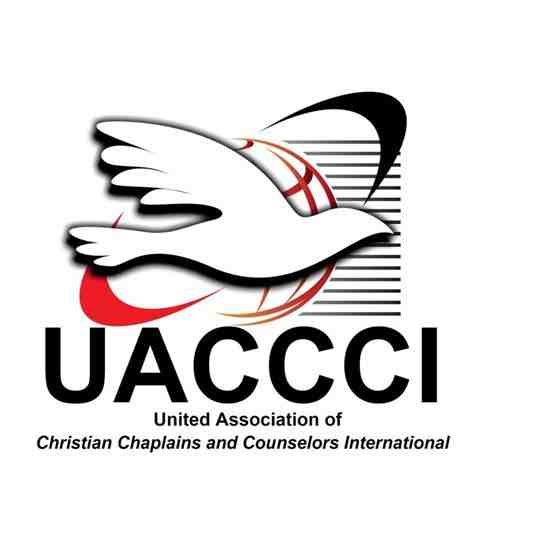 UACCCI
United Association of
Christian Chaplains and Counselors International